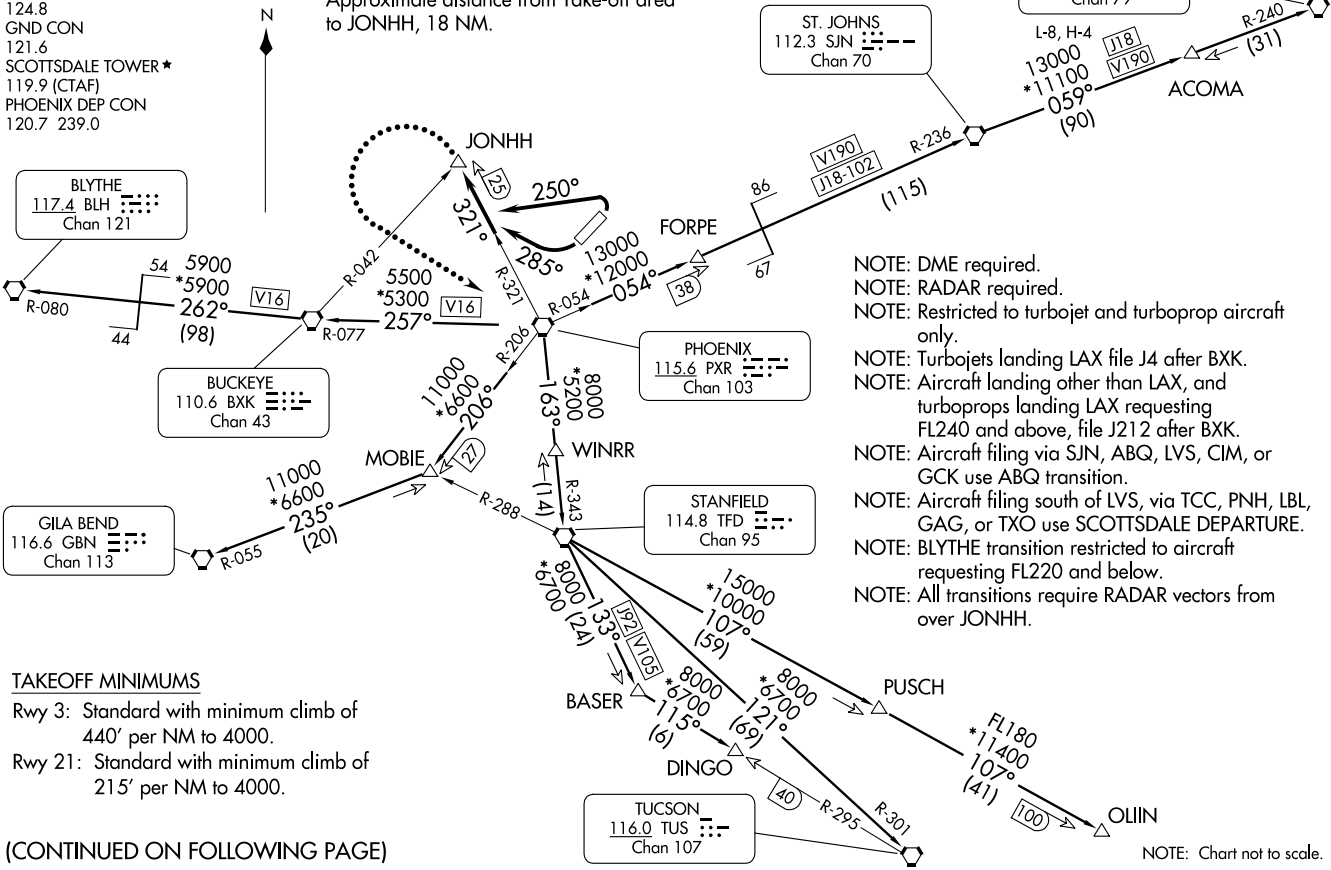 124.8
GND CON
121.6
SCOTTSDALE TOWER★
119.9 (CTAF)
PHOENIX DEP CON
120.7 239.0
N
Approximate distance from Take-off area
to JONHH, 18 NM.
ST. JOHNS
112.3 SJN
Chan 70
R-240
(31)
L-8, H-4
J18
V190
13000
*11100
059°
(90)
ACOMA
R-236
V190
J18-102
(115)
86
67
JONHH
25
250°
321°
285°
R-321
FORPE
13000
*12000
R-054
054°
38
BLYTHE
117.4 BLH
Chan 121
R-080
54
44
5900
*5900
262°
(98)
V16
R-042
R-077
5500
*5300
257°
V16
BUCKEYE
110.6 BXK
Chan 43
PHOENIX
115.6 PXR
Chan 103
R-206
11000
*6600
206°
27
MOBIE
8000
*5200
163°
WINRR
(14)
R-343
R-288
11000
*6600
235°
(20)
R-055
GILA BEND
116.6 GBN
Chan 113
STANFIELD
114.8 TFD
Chan 95
8000
*6700
133°
(24)
J92
V105
BASER
8000
*6700
115°
(6)
DINGO
8000
*6700
121°
(69)
15000
*10000
107°
(59)
PUSCH
FL180
*11400
107°
(41)
100
OLIIN
40
R-295
R-301
TUCSON
116.0 TUS
Chan 107
NOTE: DME required.
NOTE: RADAR required.
NOTE: Restricted to turbojet and turboprop aircraft
only.
NOTE: Turbojets landing LAX file J4 after BXK.
NOTE: Aircraft landing other than LAX, and
turboprops landing LAX requesting
FL240 and above, file J212 after BXK.
NOTE: Aircraft filing via SJN, ABQ, LVS, CIM, or
GCK use ABQ transition.
NOTE: Aircraft filing south of LVS, via TCC, PNH, LBL,
GAG, or TXO use SCOTTSDALE DEPARTURE.
NOTE: BLYTHE transition restricted to aircraft
requesting FL220 and below.
NOTE: All transitions require RADAR vectors from
over JONHH.
TAKEOFF MINIMUMS
Rwy 3: Standard with minimum climb of
440' per NM to 4000.
Rwy 21: Standard with minimum climb of
215' per NM to 4000.
(CONTINUED ON FOLLOWING PAGE)
NOTE: Chart not to scale.